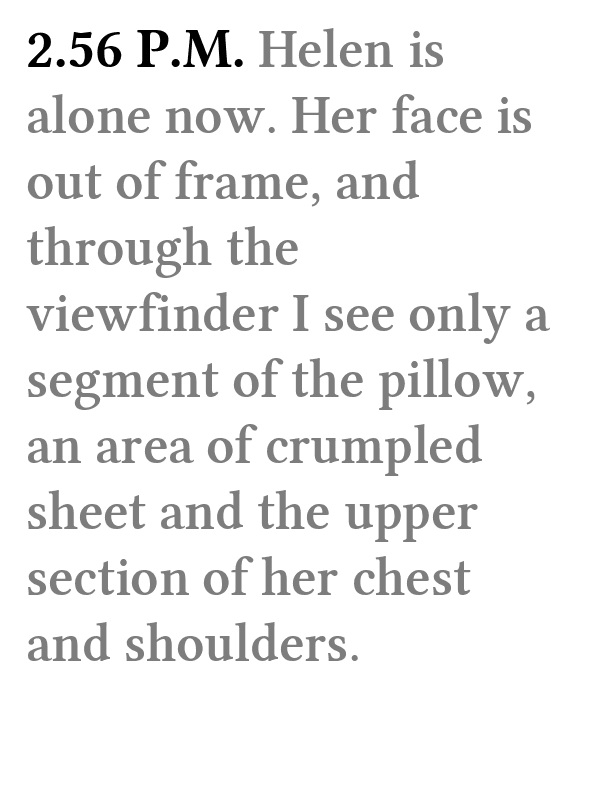 2.56 P.M. Helen is
alone now. Her face is
out of frame, and
through the
viewfinder I see only a
segment of the pillow,
an area of crumpled
sheet and the upper
section of her chest
and shoulders.